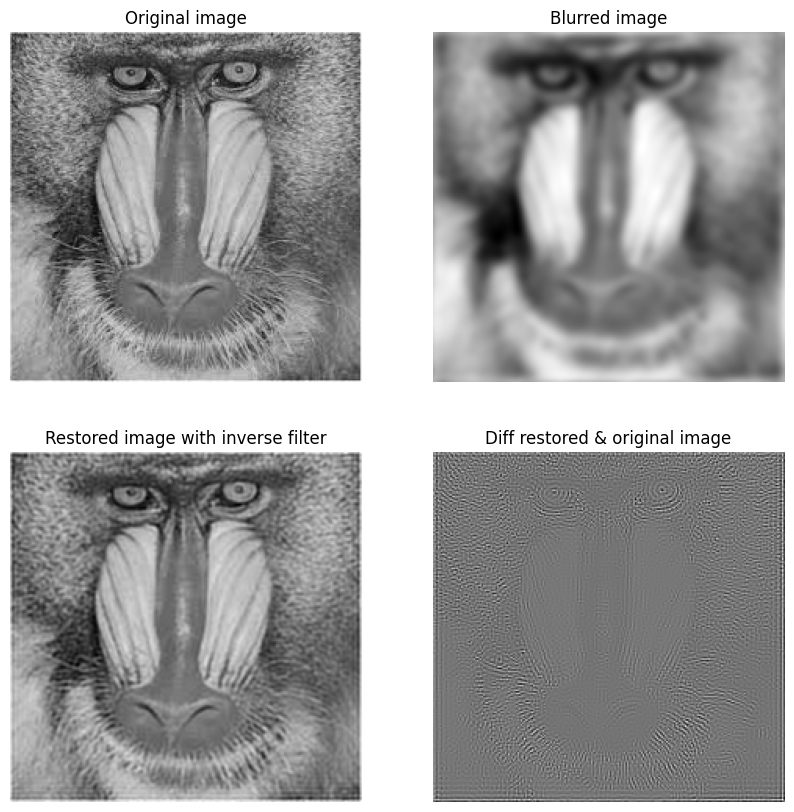 Original image
Blurred image
Restored image with inverse filter
Diff restored & original image